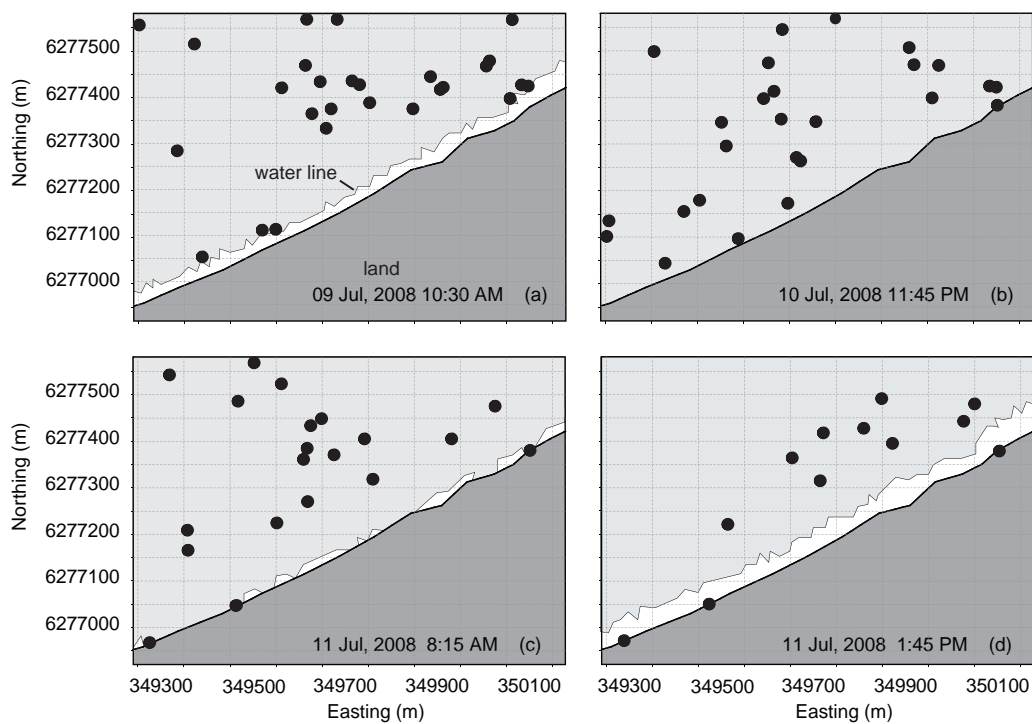 Northing (m)
6277500
6277400
6277300
6277200
6277100
6277000
water line
land
09 Jul, 2008 10:30 AM (a)
10 Jul, 2008 11:45 PM (b)
Northing (m)
6277500
6277400
6277300
6277200
6277100
6277000
11 Jul, 2008 8:15 AM (c)
11 Jul, 2008 1:45 PM (d)
349300 349500 349700 349900 350100
349300 349500 349700 349900 350100
Easting (m)
Easting (m)